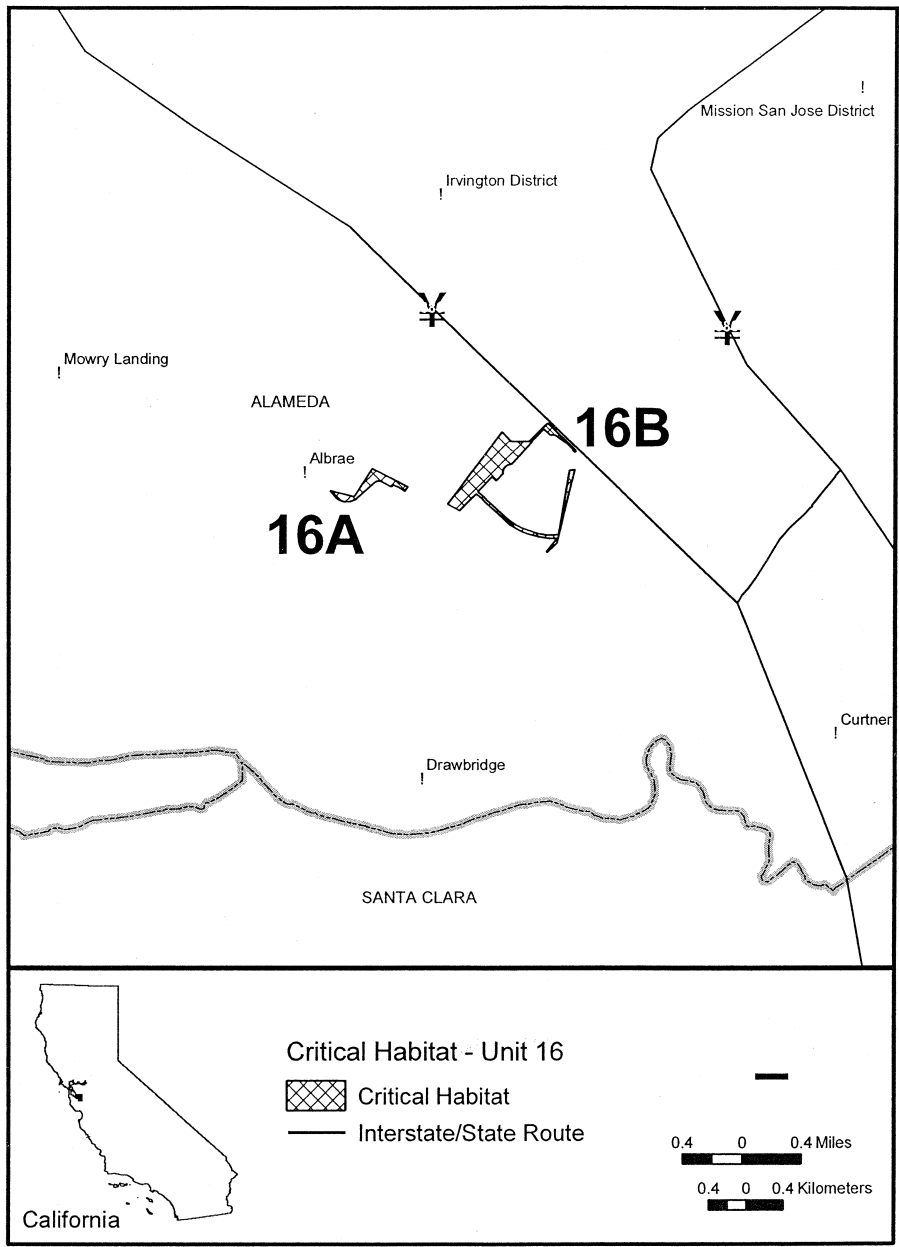 Mission San Jose District
Irvington District
Mowry Landing
ALAMEDA
16B
Albrae
16A
Curtner
Drawbridge
SANTA CLARA
Critical Habitat - Unit 16
Critical Habitat
Interstate/State Route
0.4 0 0.4 Miles
0.4 0 0.4 Kilometers
California